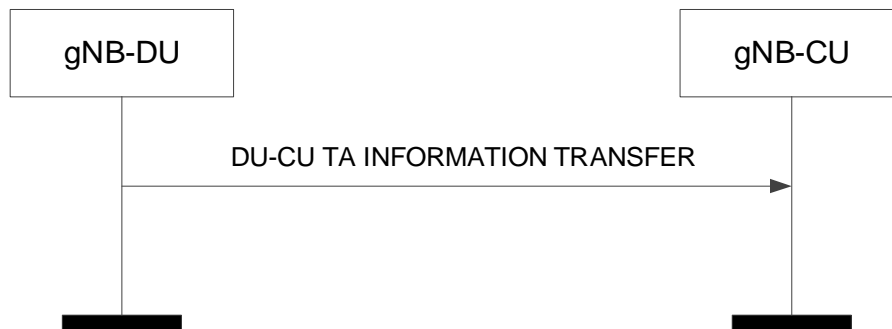 gNB-DU
gNB-CU
DU-CU TA INFORMATION TRANSFER